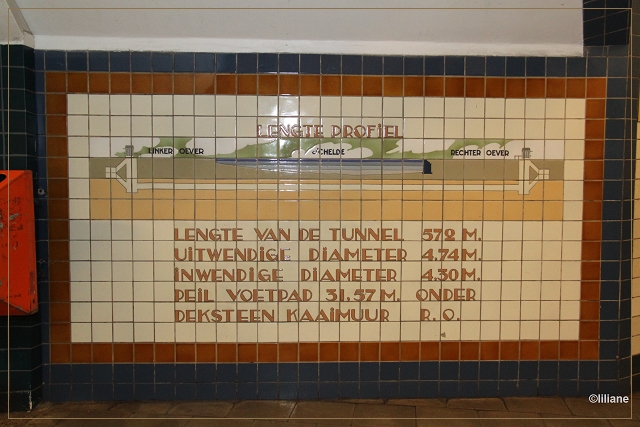 LENGTE PROFIEL
LINKER OEVER SCHELDE RECHTER OEVER
LENGTE VAN DE TUNNEL 572 M.
UITWENDIGE DIAMETER 4.74 M.
INWENDIGE DIAMETER 4.30 M.
PEIL VOETPAD 31.57 M. ONDER
DEKSTEEN KAAIMUUR R. O.
©liliane